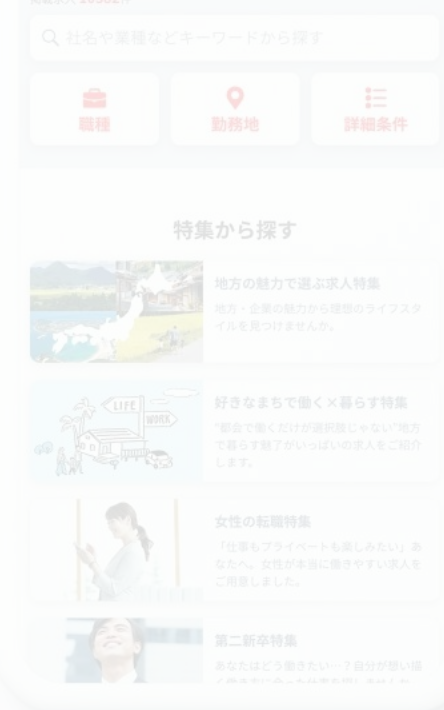 社名や業種などキーワードから探す
職種
勤務地
詳細条件
特集から探す
地方の魅力で選ぶ求人特集
地方・企業の魅力から理想のライフスタ
イルを見つけませんか。
LIFE
WORK
好きなまちで働く×暮らす特集
"都会で働くだけが選択肢じゃない"地方
で暮らす魅了がいっぱいの求人をご紹介
します。
女性の転職特集
「仕事もプライベートも楽しみたい」あ
なたへ。女性が本当に働きやすい求人を
ご用意しました。
第二新卒特集
あなたはどう働きたい…？自分が思い描